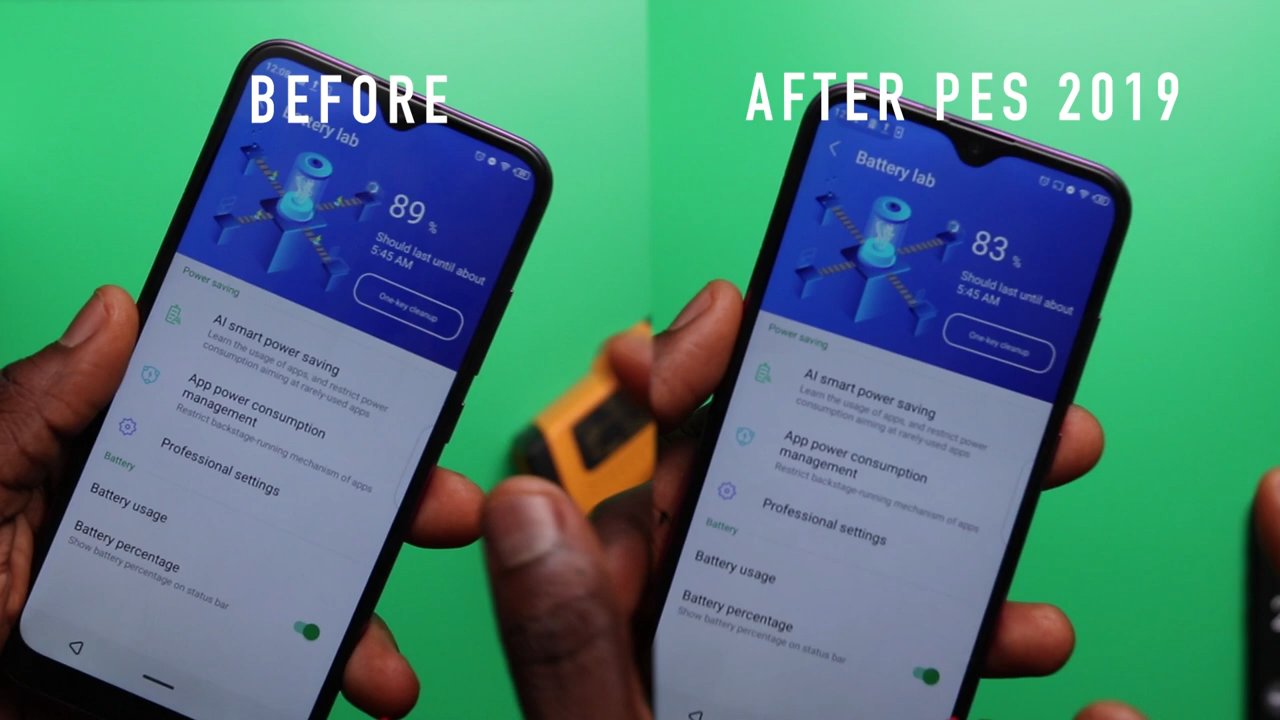 BEFORE
12:08
Battery lab
89 %
Should last until about
5:45 AM
One-key cleanup
Power saving
AI smart power saving
Learn the usage of apps, and restrict power
consumption aiming at rarely-used apps
App power consumption
management
Restrict backstage-running mechanism of apps
Professional settings
Battery
Battery usage
Battery percentage
Show battery percentage on status bar
AFTER PES 2019
Battery lab
83 %
Should last until about
5:45 AM
One-key cleanup
Power saving
AI smart power saving
Learn the usage of apps, and restrict power
consumption aiming at rarely-used apps
App power consumption
management
Restrict backstage-running mechanism of apps
Professional settings
Battery
Battery usage
Battery percentage
Show battery percentage on status bar